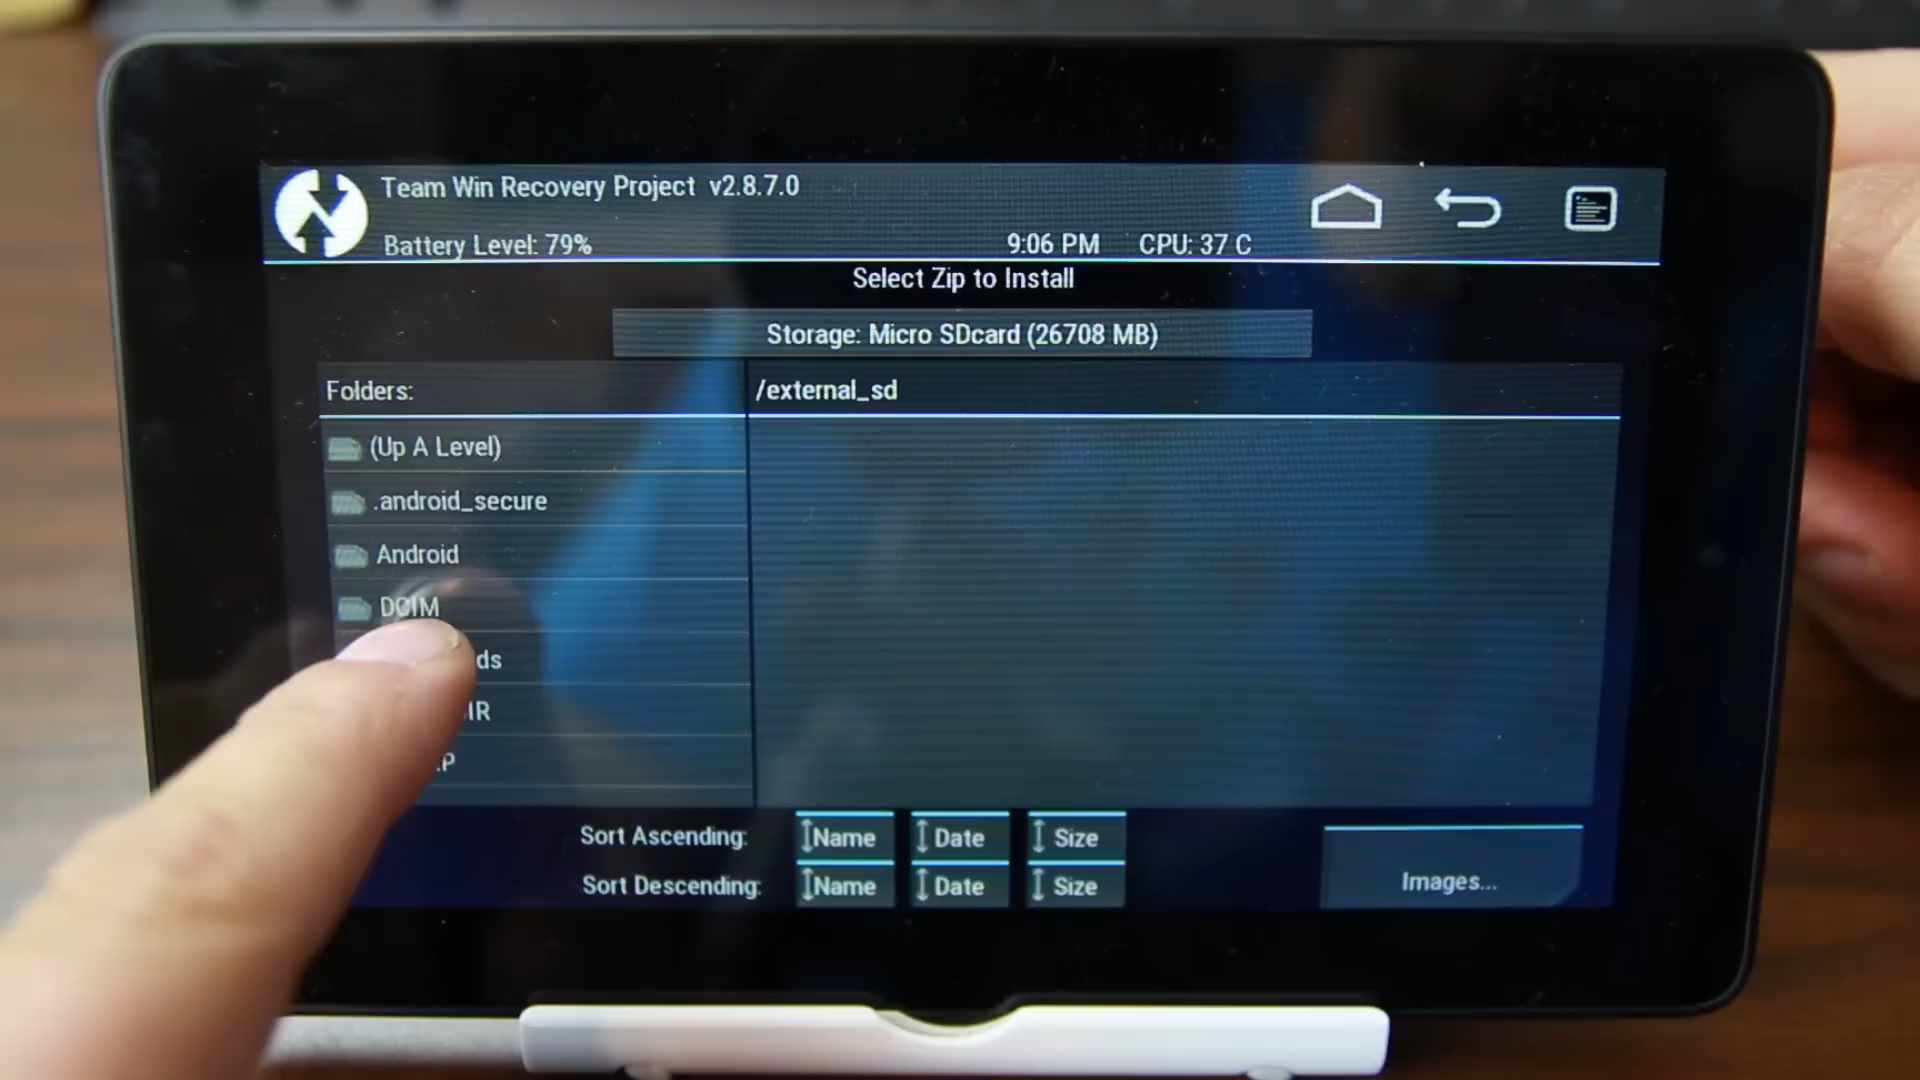 Team Win Recovery Project v2.8.7.0
Battery Level: 79%
9:06 PM
CPU: 37 C
Select Zip to Install
Storage: Micro SDcard (26708 MB)
Folders:
/external_sd
(Up A Level)
.android_secure
Android
DCIM
Sort Ascending:
Name
Date
Size
Sort Descending:
Name
Date
Size
Images...